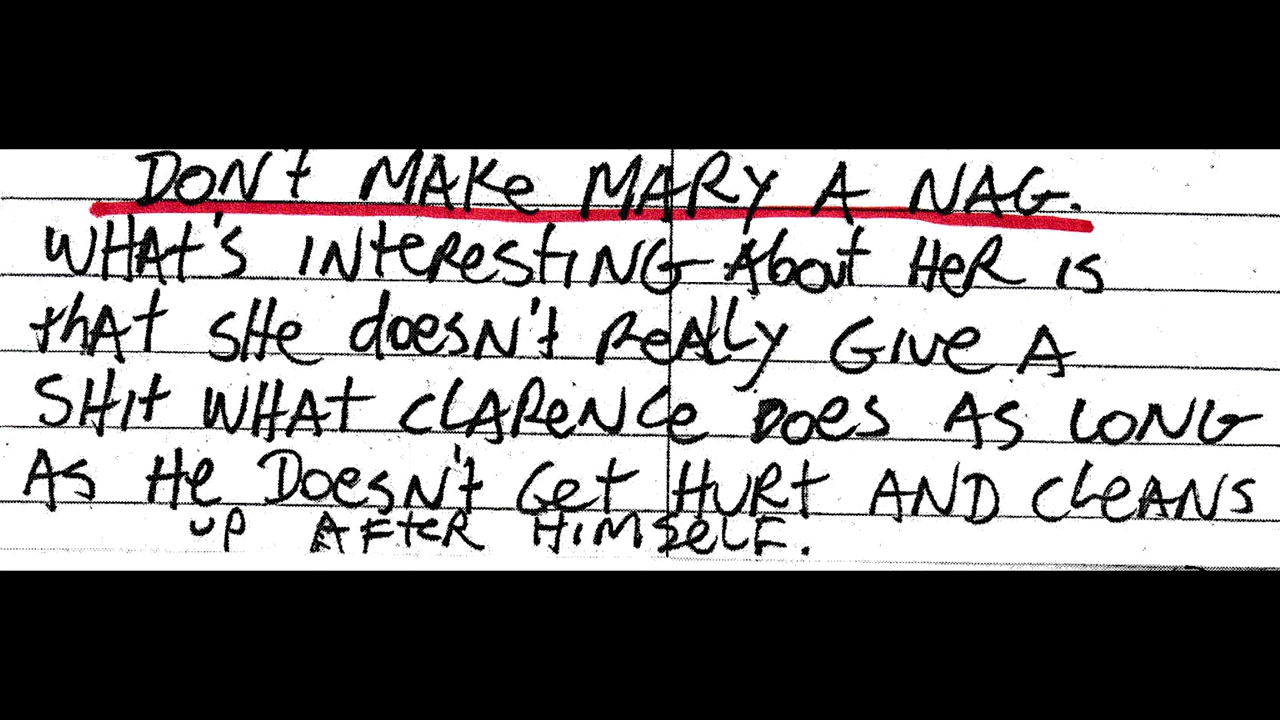 DON't MAKe MARY A NAG.
WHAt's INteRestiNG About HeR is
thAt SHe doesN't ReALLy GIve A
SHit WHAt CLAReNCe DOes AS LONG
AS He DoesN't Get HURt AND CLeANS
up AFteR HiMSeLF.